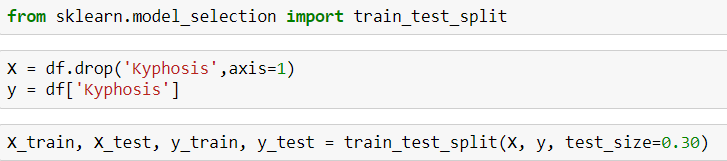 from sklearn.model_selection import train_test_split
X = df.drop('Kyphosis',axis=1)
y = df['Kyphosis']
X_train, X_test, y_train, y_test = train_test_split(X, y, test_size=0.30)